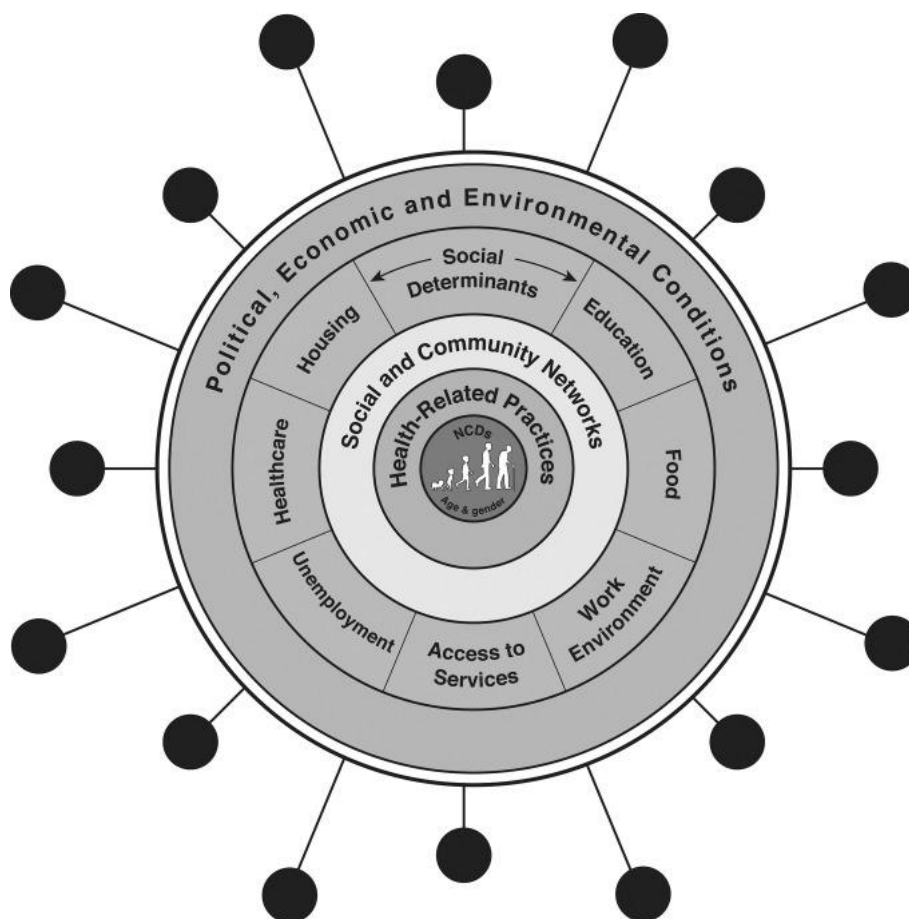 Political, Economic and Environmental Conditions
Social
Determinants
Housing
Education
Healthcare
Food
Unemployment
Work
Environment
Access to
Services
Social and Community Networks
Health-Related Practices
NCDs
Age & gender